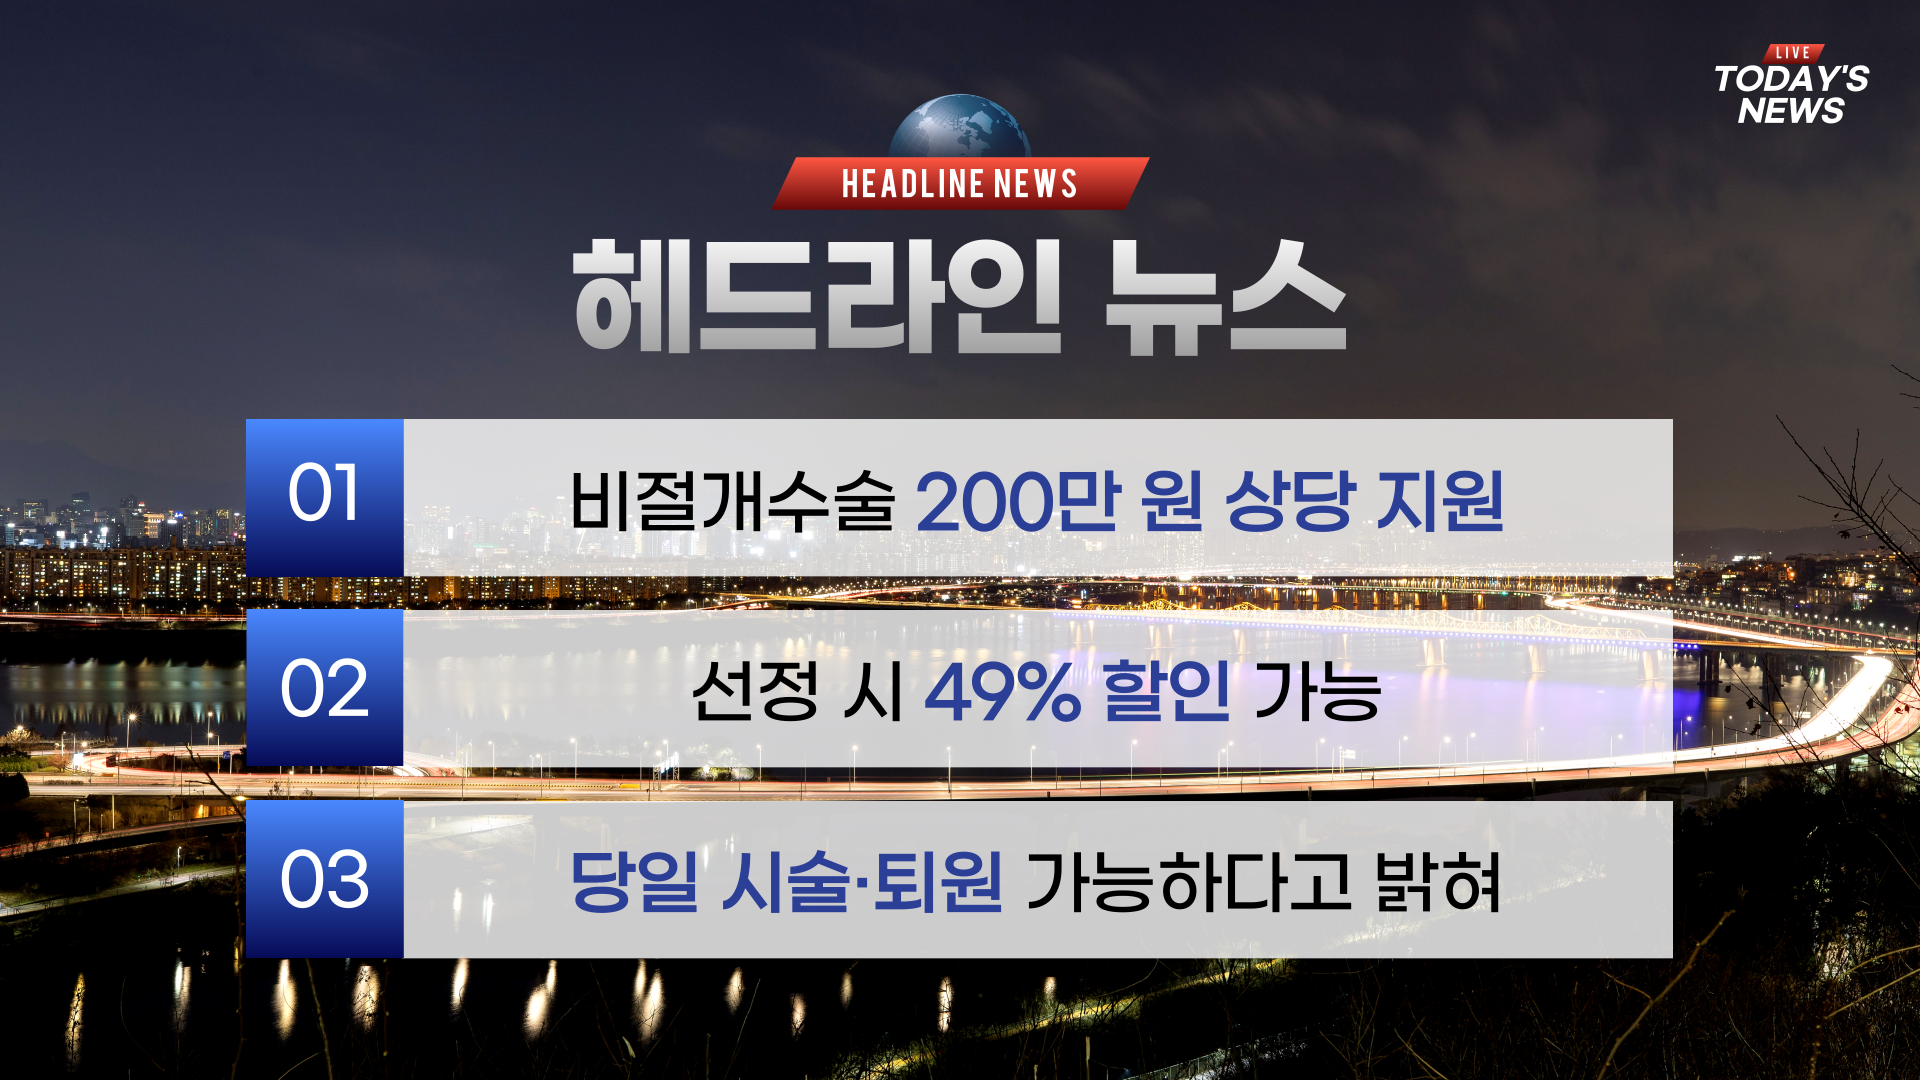 LIVE
TODAY'S
NEWS
HEADLINE NEWS
헤드라인 뉴스
01
비절개수술 200만 원 상당 지원
02
선정 시 49% 할인 가능
03
당일 시술·퇴원 가능하다고 밝혀